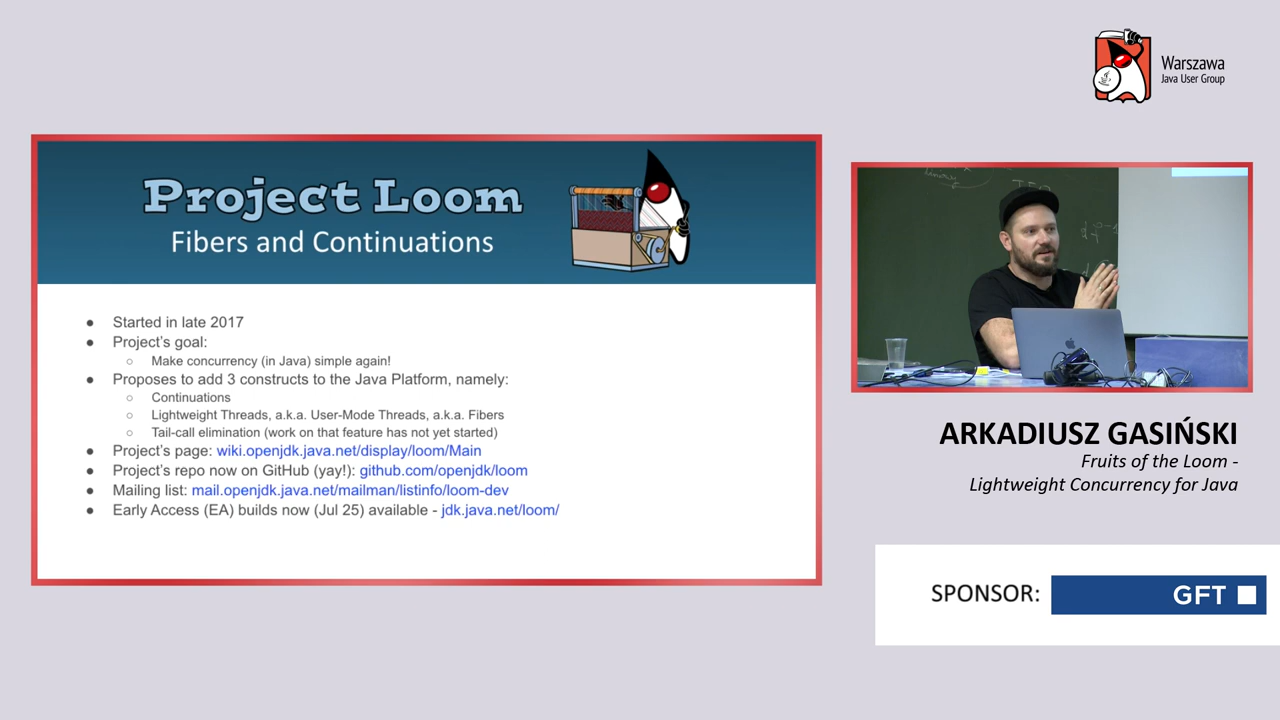 Warszawa
Java User Group
Project Loom
Fibers and Continuations
● Started in late 2017
● Project's goal:
○ Make concurrency (in Java) simple again!
● Proposes to add 3 constructs to the Java Platform, namely:
○ Continuations
○ Lightweight Threads, a.k.a. User-Mode Threads, a.k.a. Fibers
○ Tail-call elimination (work on that feature has not yet started)
● Project's page: wiki.openjdk.java.net/display/loom/Main
● Project's repo now on GitHub (yay!): github.com/openjdk/loom
● Mailing list: mail.openjdk.java.net/mailman/listinfo/loom-dev
● Early Access (EA) builds now (Jul 25) available - jdk.java.net/loom/
ARKADIUSZ GASIŃSKI
Fruits of the Loom -
Lightweight Concurrency for Java
SPONSOR: GFT